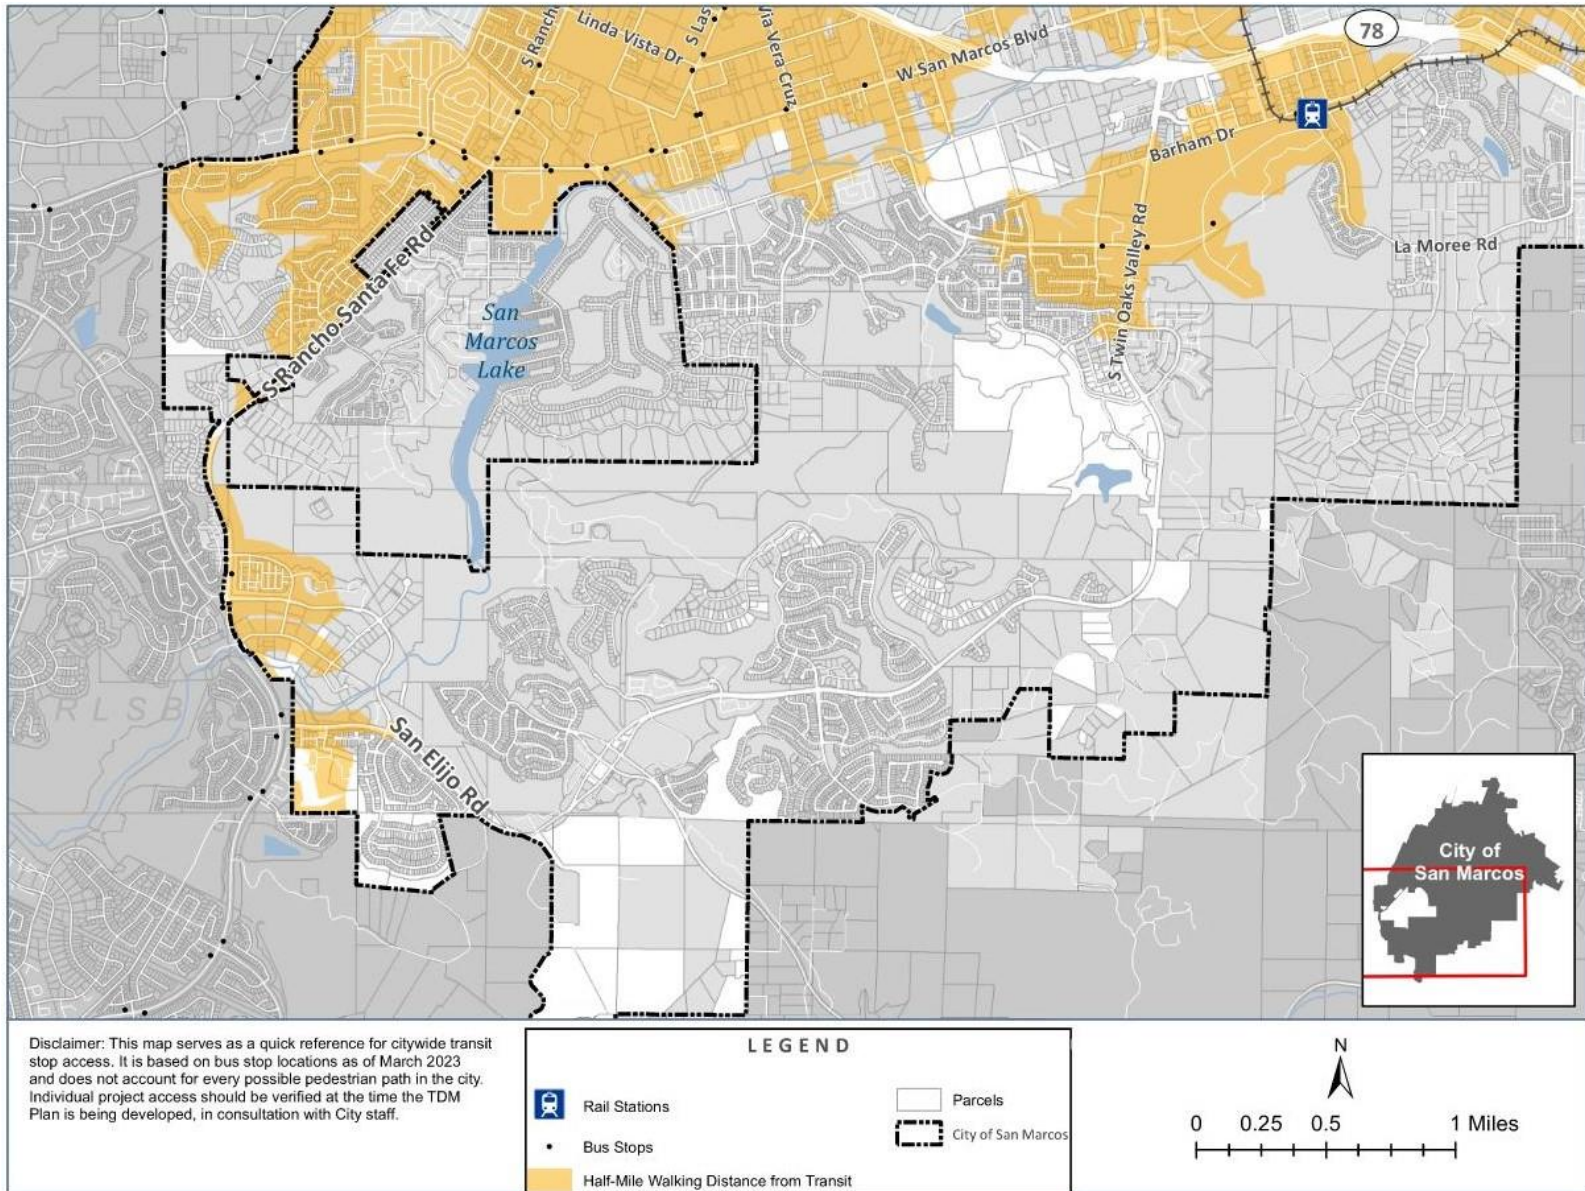 78
Linda Vista Dr
S Ranch
S Las
Via Vera Cruz
W San Marcos Blvd
Barham Dr
S Twin Oaks Valley Rd
La Moree Rd
S Rancho Santa Fe Rd
San
Marcos
Lake
RLSB
San Elijo Rd
City of
San Marcos
Disclaimer: This map serves as a quick reference for citywide transit
stop access. It is based on bus stop locations as of March 2023
and does not account for every possible pedestrian path in the city.
Individual project access should be verified at the time the TDM
Plan is being developed, in consultation with City staff.
LEGEND
Rail Stations
Bus Stops
Half-Mile Walking Distance from Transit
Parcels
City of San Marcos
N
0 0.25 0.5 1 Miles